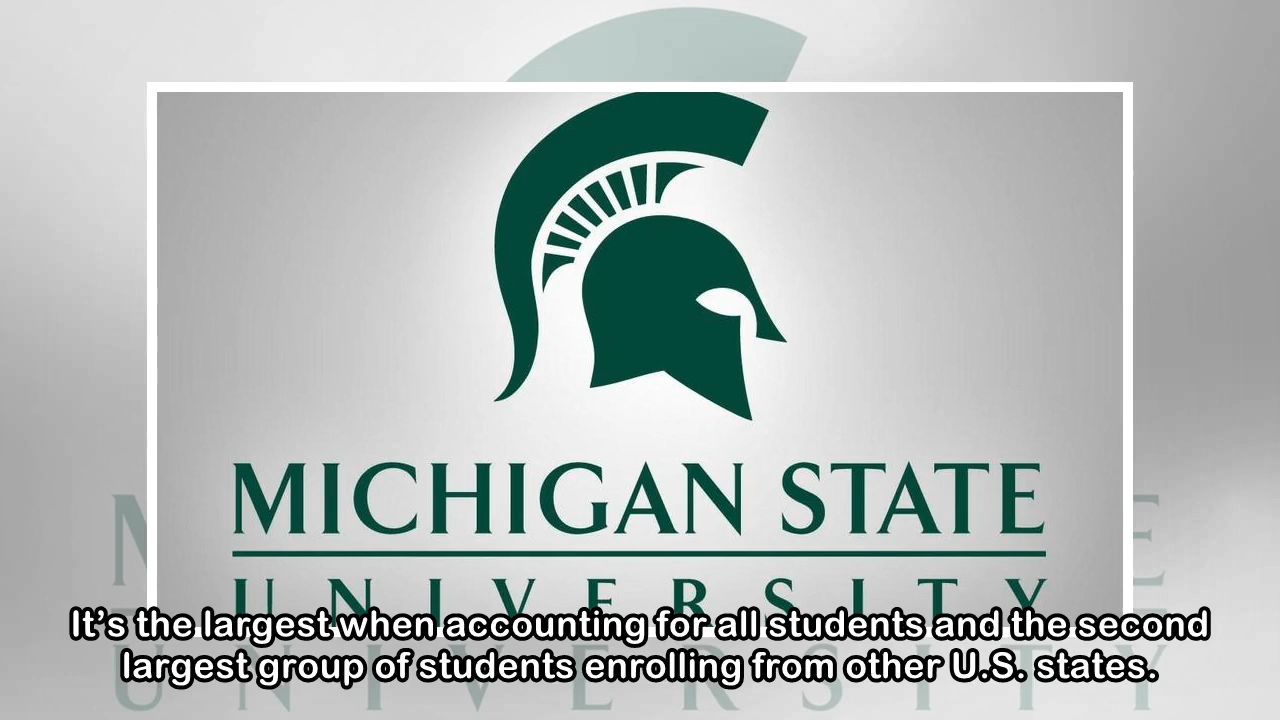 MICHIGAN STATE
UNIVERSITY
It's the largest when accounting for all students and the second
largest group of students enrolling from other U.S. states.